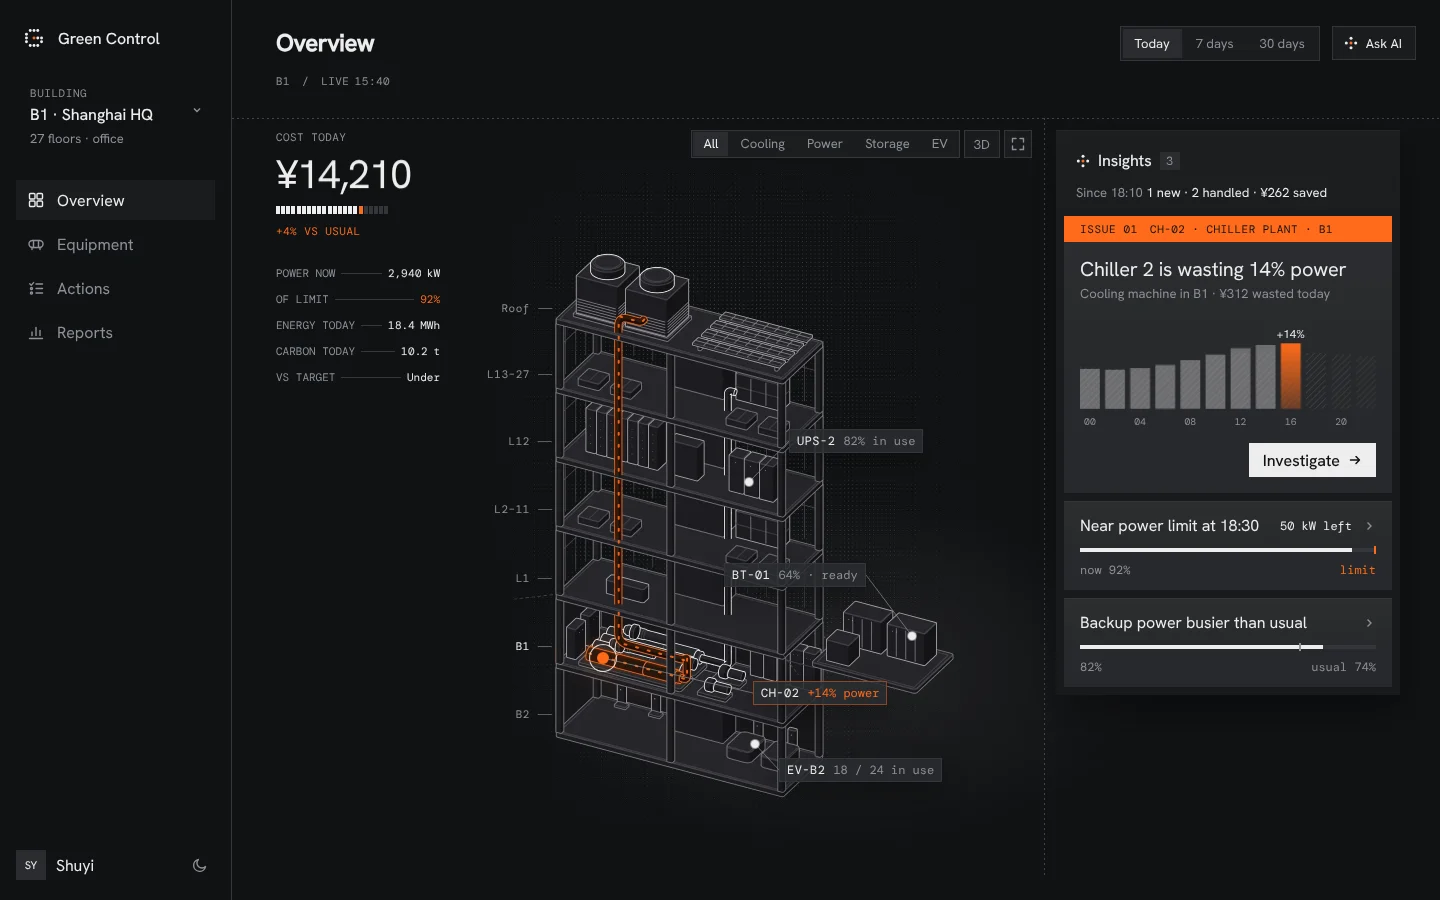 Green Control
BUILDING
B1 · Shanghai HQ
27 floors · office
Overview
Equipment
Actions
Reports
SY
Shuyi
Overview
B1 / LIVE 15:40
Today
7 days
30 days
Ask AI
COST TODAY
¥14,210
+4% VS USUAL
POWER NOW 2,940 kW
OF LIMIT 92%
ENERGY TODAY 18.4 MWh
CARBON TODAY 10.2 t
VS TARGET Under
All
Cooling
Power
Storage
EV
3D
Roof
L13-27
L12
L2-11
L1
B1
B2
UPS-2 82% in use
BT-01 64% · ready
CH-02 +14% power
EV-B2 18 / 24 in use
Insights 3
Since 18:10 1 new · 2 handled · ¥262 saved
ISSUE 01 CH-02 · CHILLER PLANT · B1
Chiller 2 is wasting 14% power
Cooling machine in B1 · ¥312 wasted today
+14%
00 04 08 12 16 20
Investigate →
Near power limit at 18:30 50 kW left
now 92% limit
Backup power busier than usual
82% usual 74%